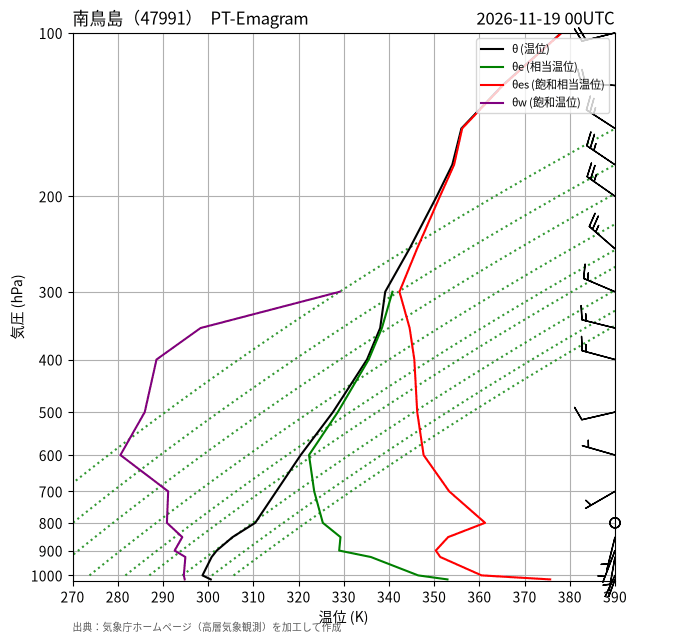 南鳥島（47991） PT-Emagram
2026-11-19 00UTC
θ (温位)
θe (相当温位)
θes (飽和相当温位)
θw (飽和温位)
気圧 (hPa)
100
200
300
400
500
600
700
800
900
1000
270 280 290 300 310 320 330 340 350 360 370 380 390
温位 (K)
出典：気象庁ホームページ（高層気象観測）を加工して作成